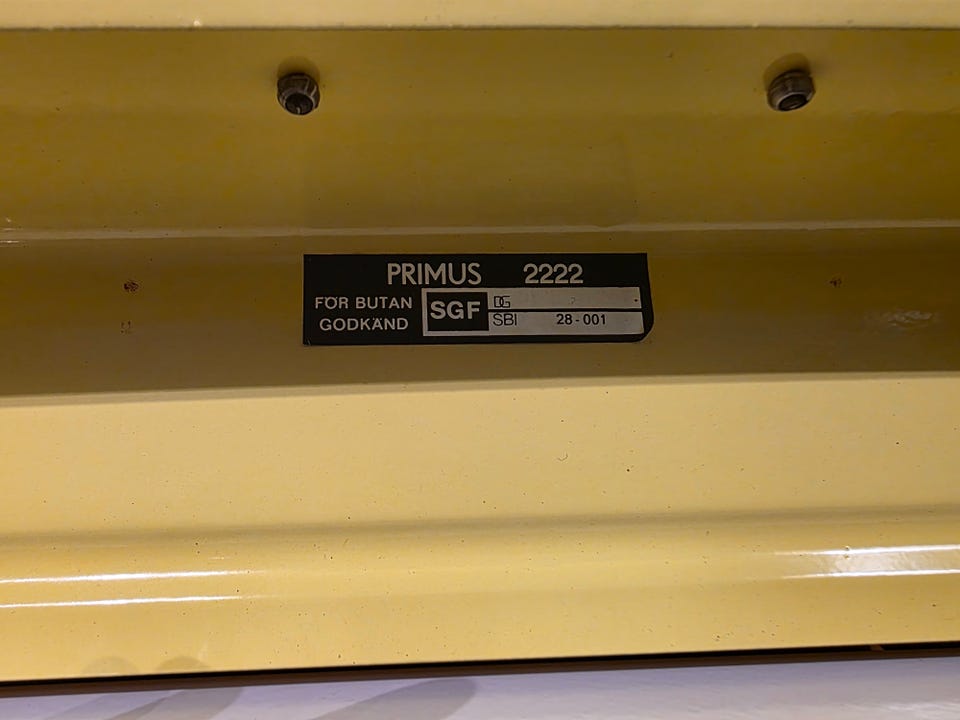 PRIMUS 2222
FÖR BUTAN
GODKÄND
SGF
DG
SBI 28-001